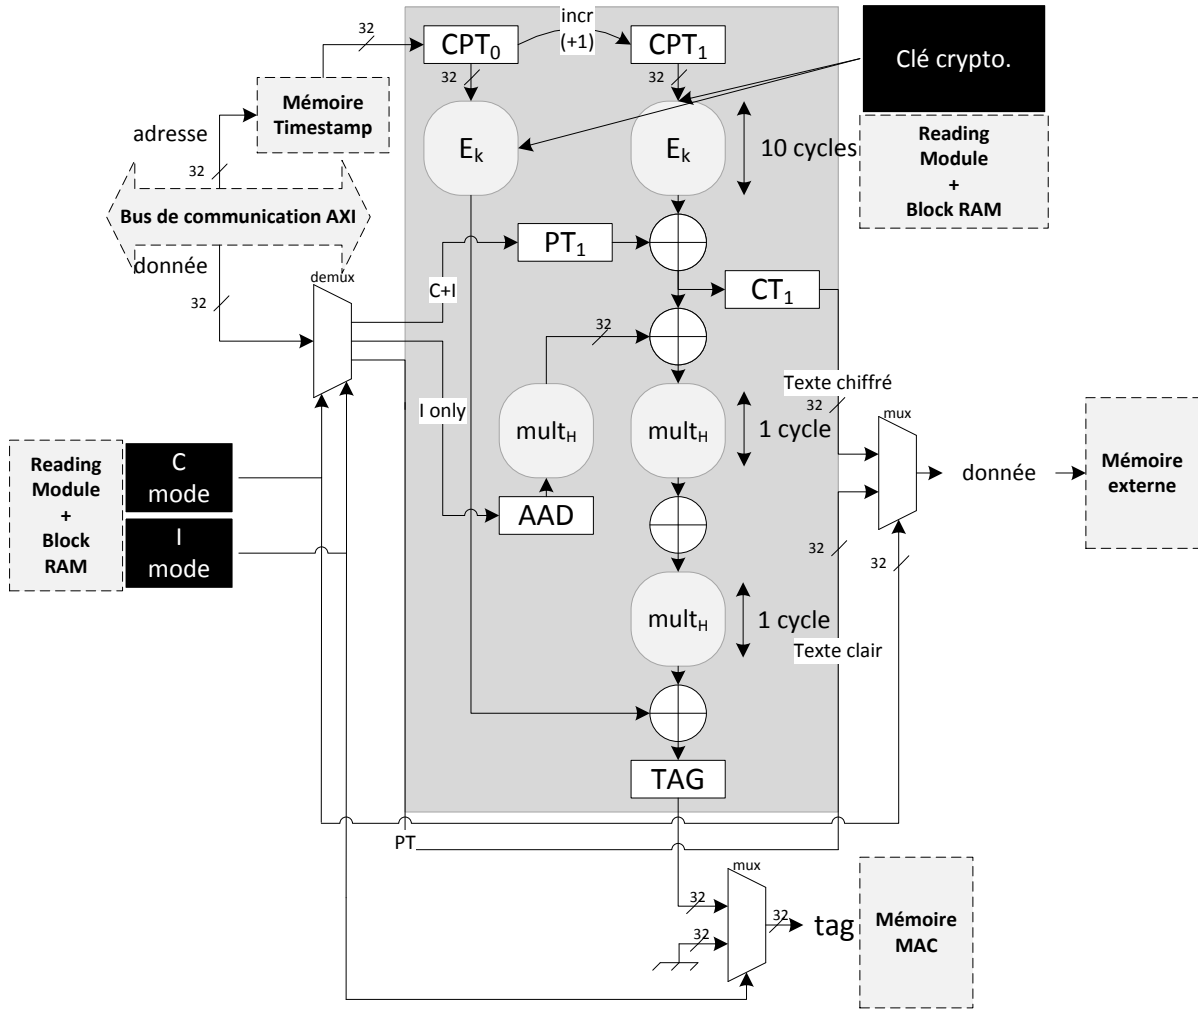 incr
(+1)
32
CPT0
CPT1
Clé crypto.
32
32
Mémoire
Timestamp
adresse
32
Ek
Ek
10 cycles
Reading
Module
+
Block RAM
Bus de communication AXI
donnée
32
demux
C+I
PT1
CT1
32
Texte chiffré
32
mux
I only
multH
multH
1 cycle
donnée
Mémoire
externe
Reading
Module
+
Block
RAM
C
mode
I
mode
AAD
32
32
multH
1 cycle
Texte clair
TAG
PT
mux
32
32
32
tag
Mémoire
MAC